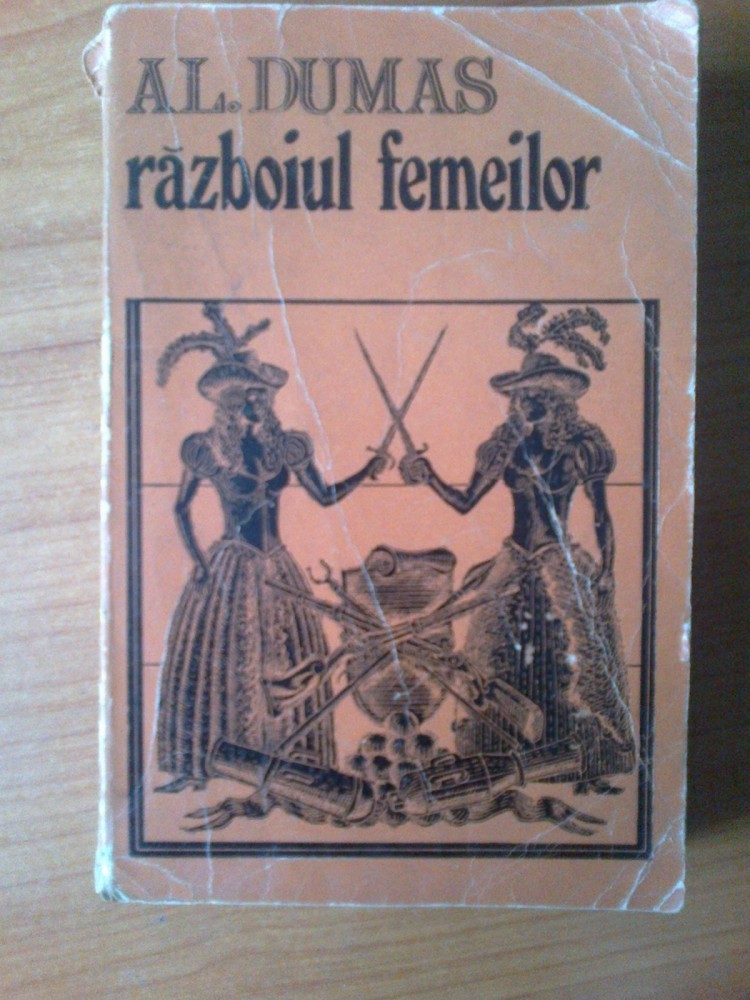 AL. DUMAS
războiul femeilor